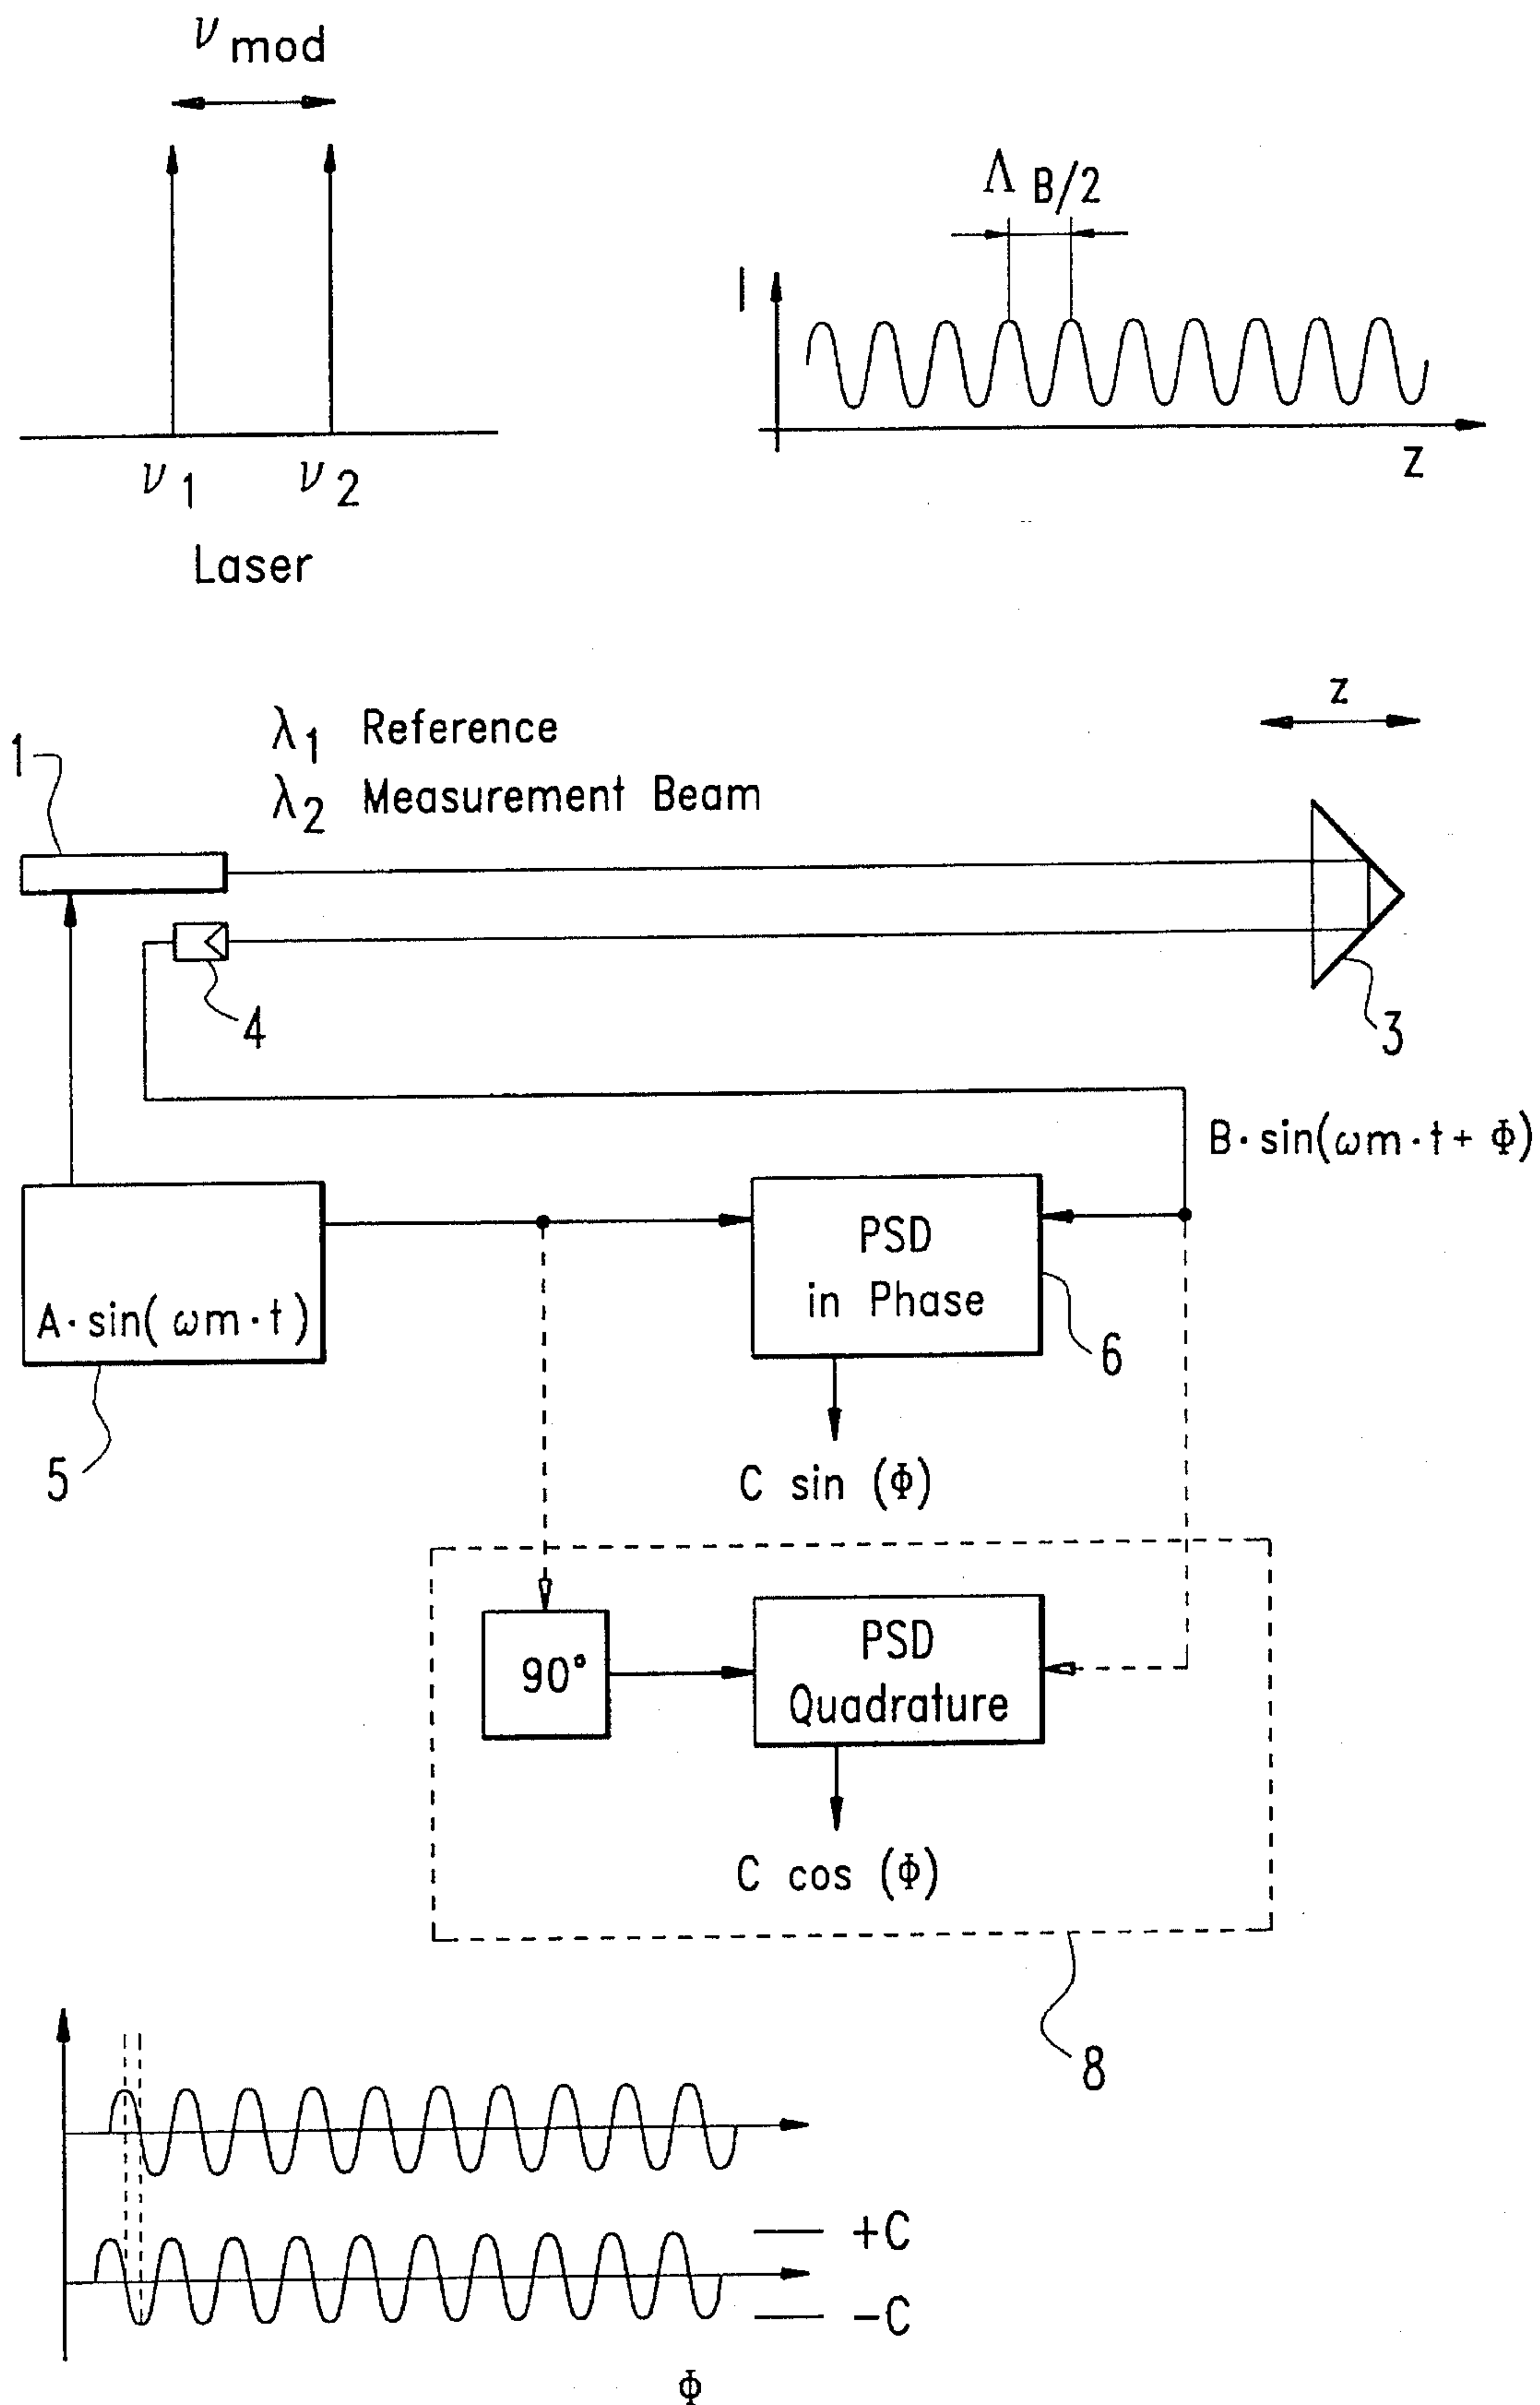 ν mod
Λ B/2
I
z
ν 1
ν 2
Laser
z
λ1 Reference
1
λ2 Measurement Beam
4
3
B·sin(ωm·t+ Φ)
PSD
in Phase
A·sin(ωm·t)
6
5
C sin (Φ)
90°
PSD
Quadrature
C cos (Φ)
8
+C
−C
Φ